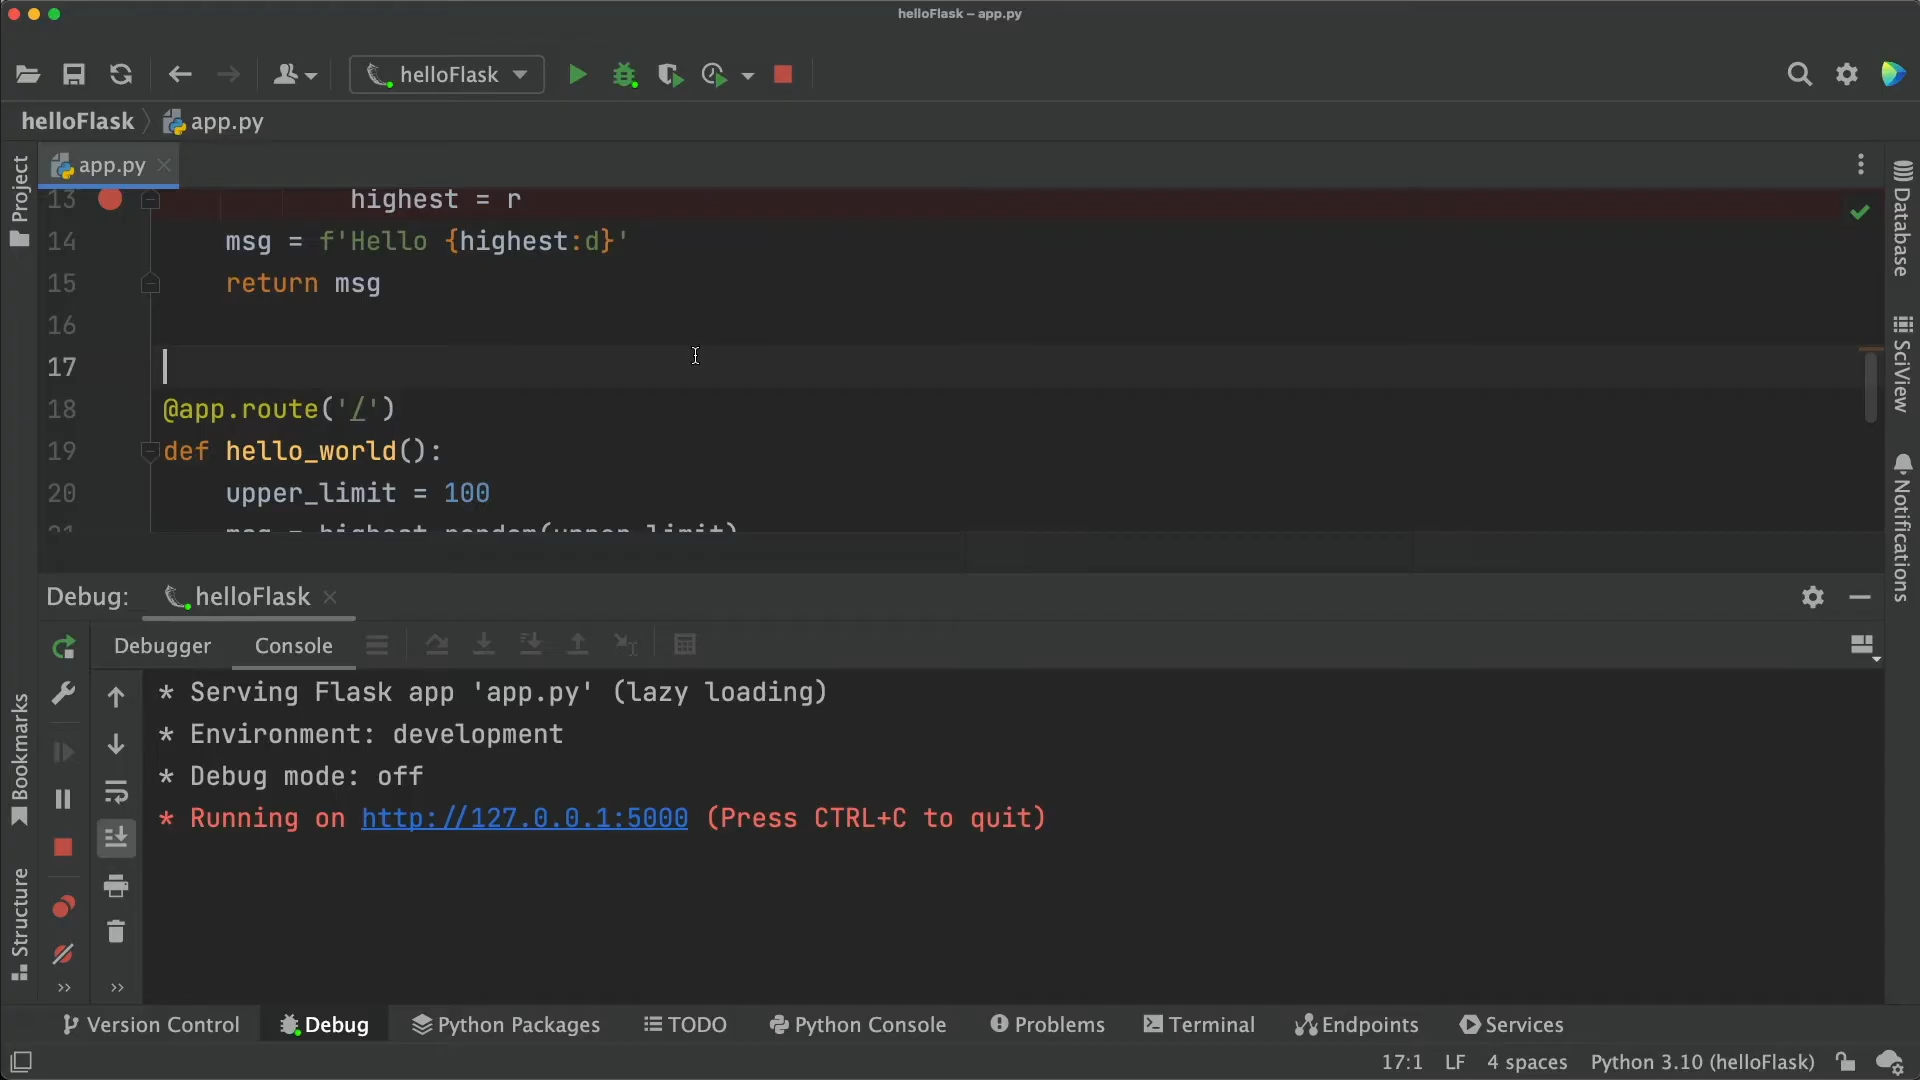 helloFlask – app.py
helloFlask
helloFlask
app.py
Project
app.py
Database
SciView
Notifications
13 highest = r
14 msg = f'Hello {highest:d}'
15 return msg
16
17
18 @app.route('/')
19 def hello_world():
20 upper_limit = 100
21 msg = highest_random(upper_limit)
Debug: helloFlask
Debugger Console
Bookmarks
Structure
* Serving Flask app 'app.py' (lazy loading)
* Environment: development
* Debug mode: off
* Running on http://127.0.0.1:5000 (Press CTRL+C to quit)
Version Control Debug Python Packages TODO Python Console Problems Terminal Endpoints Services
17:1 LF 4 spaces Python 3.10 (helloFlask)